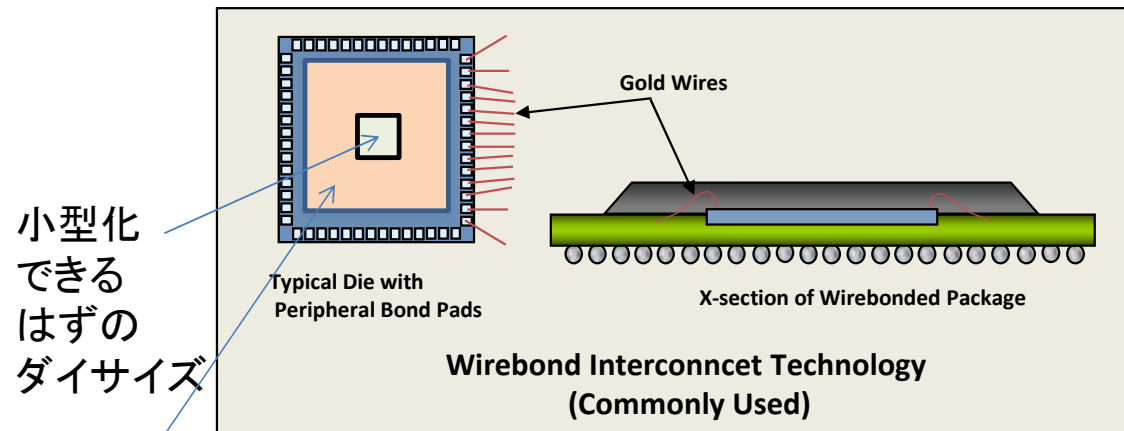 Gold Wires
小型化
できる
はずの
ダイサイズ
Typical Die with
Peripheral Bond Pads
X-section of Wirebonded Package
Wirebond Interconncet Technology
(Commonly Used)